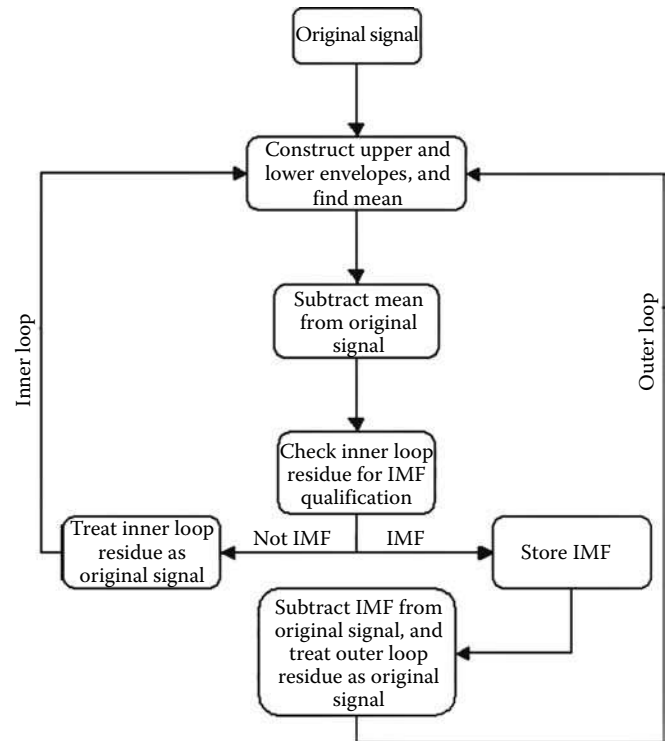 Original signal
Construct upper and
lower envelopes, and
find mean
Subtract mean
from original
signal
Inner loop
Outer loop
Check inner loop
residue for IMF
qualification
Not IMF
IMF
Treat inner loop
residue as
original signal
Store IMF
Subtract IMF from
original signal, and
treat outer loop
residue as original
signal